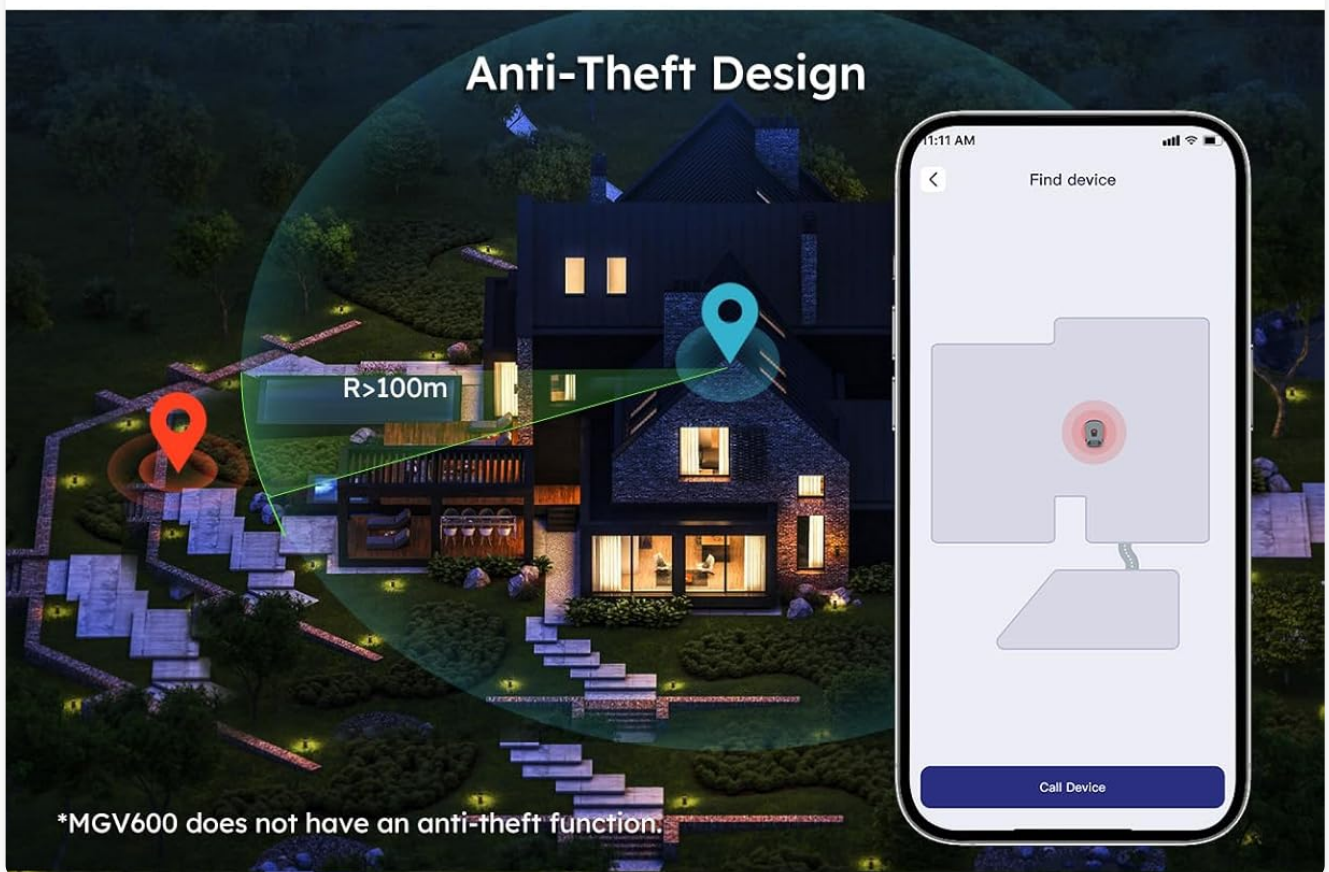 Anti-Theft Design
11:11 AM
Find device
R>100m
Call Device
*MGV600 does not have an anti-theft function.